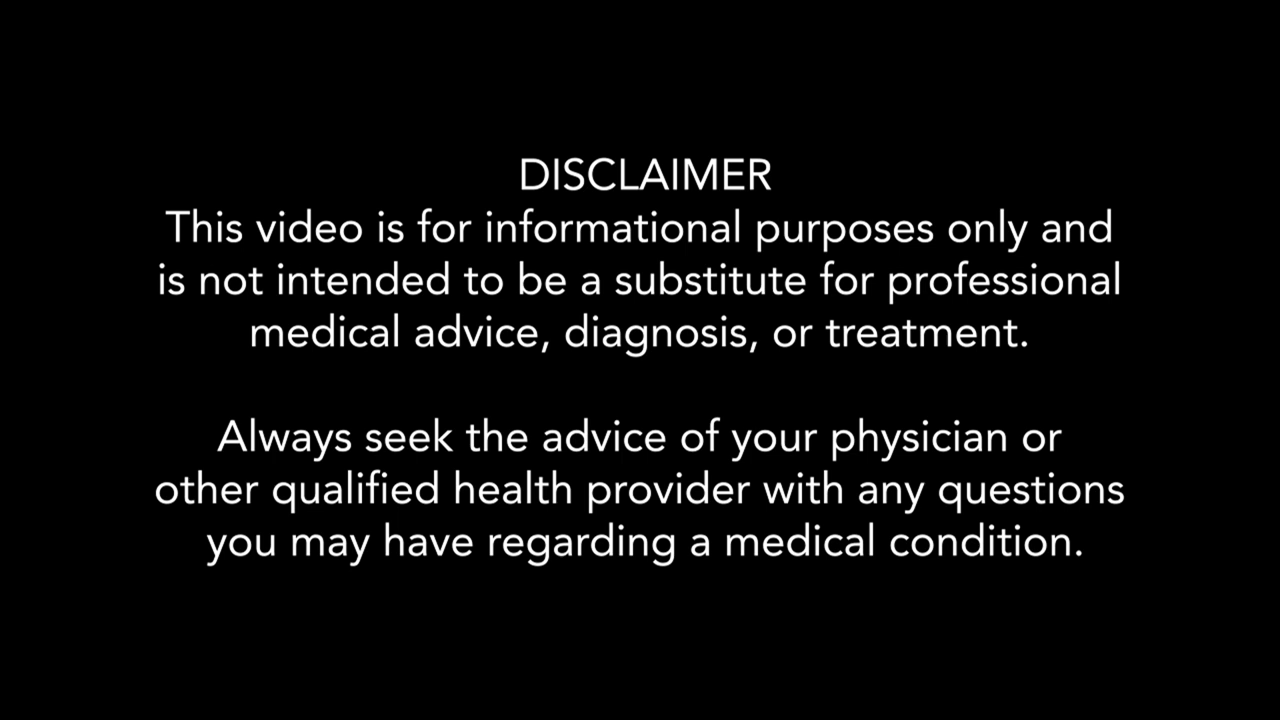 DISCLAIMER
This video is for informational purposes only and
is not intended to be a substitute for professional
medical advice, diagnosis, or treatment.
Always seek the advice of your physician or
other qualified health provider with any questions
you may have regarding a medical condition.